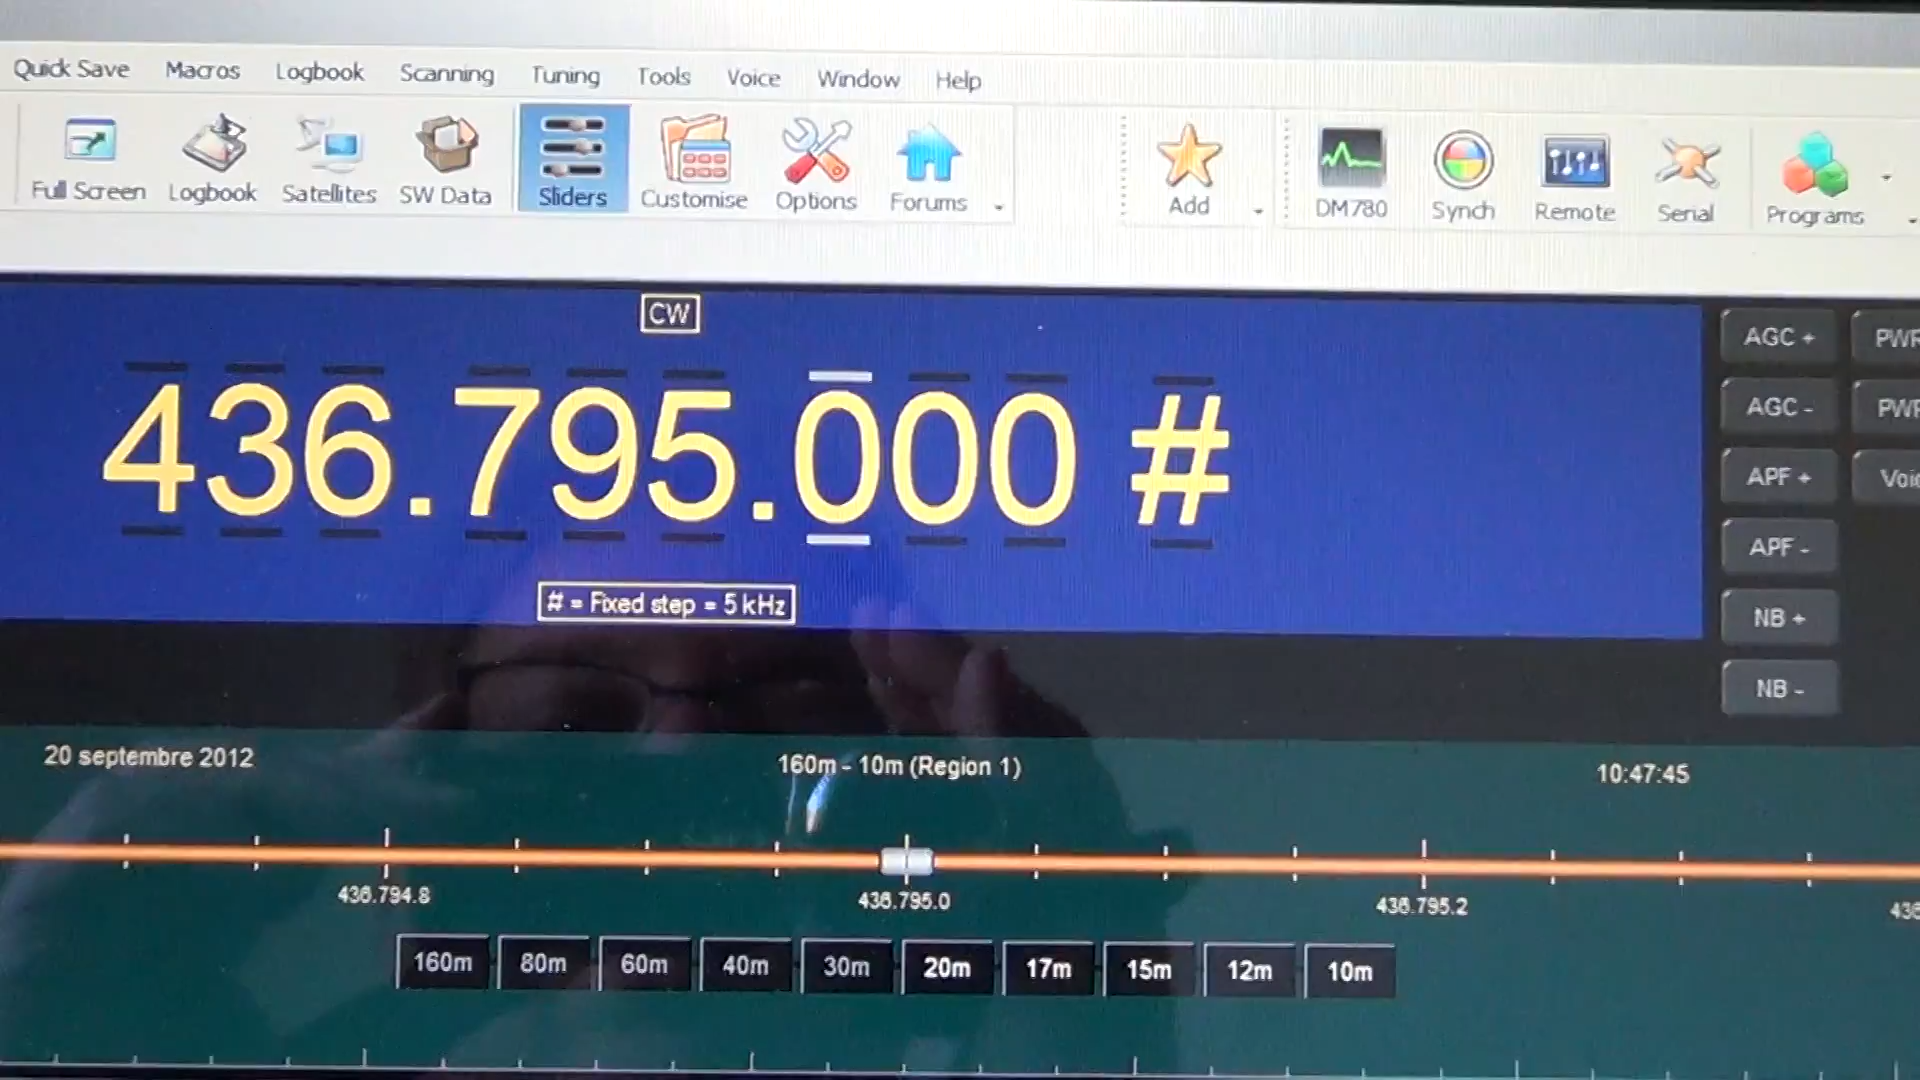 Quick Save Macros Logbook Scanning Tuning Tools Voice Window Help
Full Screen Logbook Satellites SW Data Sliders Customise Options Forums Add DM780 Synch Remote Serial Programs
CW
436.795.000 #
# = Fixed step = 5 kHz
AGC + PWR
AGC - PWR
APF +
APF -
NB +
NB -
20 septembre 2012 160m - 10m (Region 1) 10:47:45
436.794.8 436.795.0 436.795.2
160m 80m 60m 40m 30m 20m 17m 15m 12m 10m